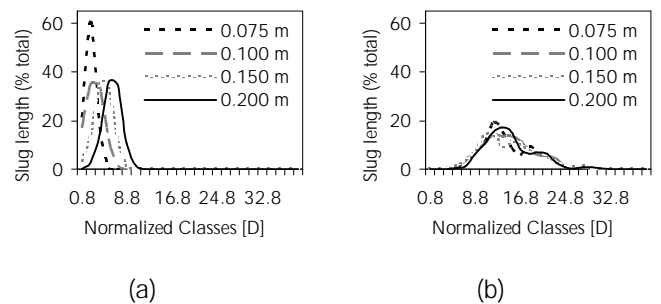 60
40
20
0
Slug length (% total)
0.075 m
0.100 m
0.150 m
0.200 m
0.8 8.8 16.8 24.8 32.8
Normalized Classes [D]
(a)
60
40
20
0
Slug length (% total)
0.075 m
0.100 m
0.150 m
0.200 m
0.8 8.8 16.8 24.8 32.8
Normalized Classes [D]
(b)